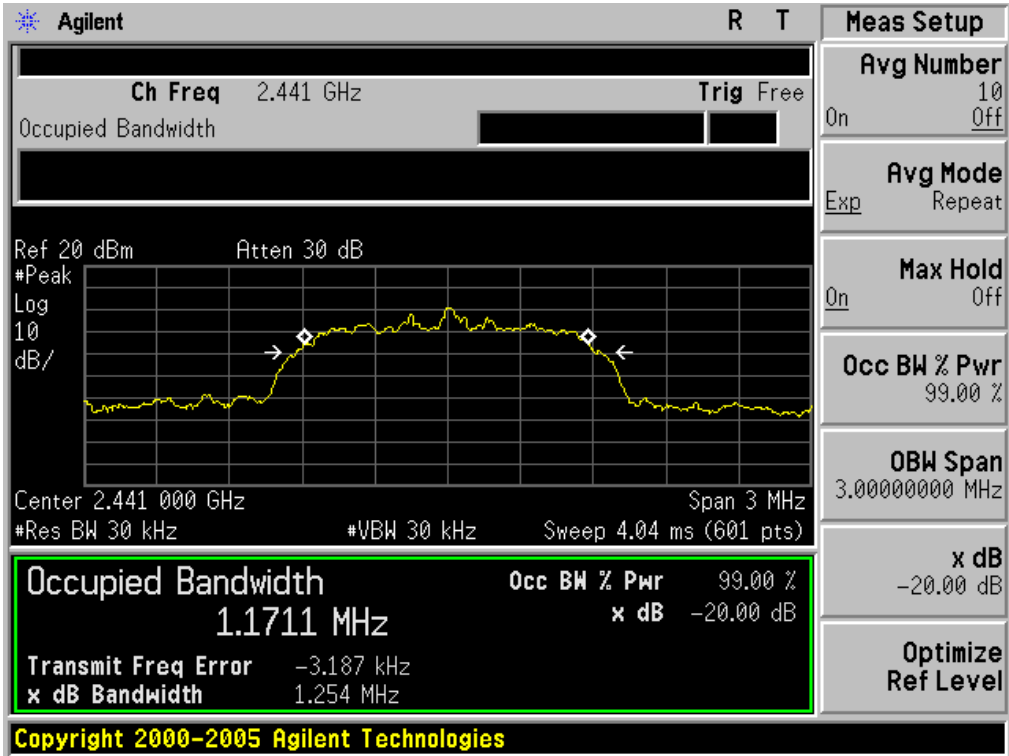 Agilent R T
Ch Freq 2.441 GHz Trig Free
Occupied Bandwidth
Ref 20 dBm Atten 30 dB
#Peak
Log
10
dB/
Center 2.441 000 GHz Span 3 MHz
#Res BW 30 kHz #VBW 30 kHz Sweep 4.04 ms (601 pts)
Occupied Bandwidth Occ BW % Pwr 99.00 %
1.1711 MHz x dB -20.00 dB
Transmit Freq Error -3.187 kHz
x dB Bandwidth 1.254 MHz
Copyright 2000-2005 Agilent Technologies
Meas Setup
Avg Number
10
On Off
Avg Mode
Exp Repeat
Max Hold
On Off
Occ BW % Pwr
99.00 %
OBW Span
3.00000000 MHz
x dB
-20.00 dB
Optimize
Ref Level